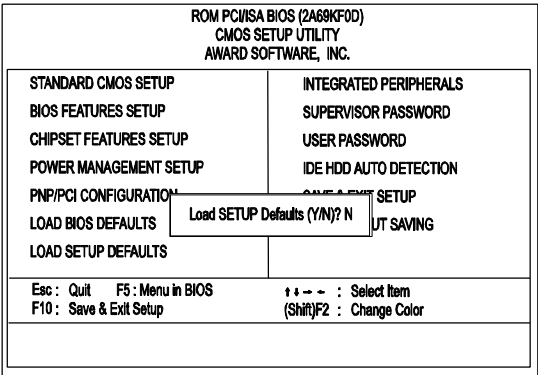 ROM PCI/ISA BIOS (2A69KF0D)
CMOS SETUP UTILITY
AWARD SOFTWARE, INC.
STANDARD CMOS SETUP
BIOS FEATURES SETUP
CHIPSET FEATURES SETUP
POWER MANAGEMENT SETUP
PNP/PCI CONFIGURATION
LOAD BIOS DEFAULTS
LOAD SETUP DEFAULTS
INTEGRATED PERIPHERALS
SUPERVISOR PASSWORD
USER PASSWORD
IDE HDD AUTO DETECTION
SAVE & EXIT SETUP
UT SAVING
Load SETUP Defaults (Y/N)? N
Esc : Quit F5 : Menu in BIOS
F10 : Save & Exit Setup
↑ ↓ → ← : Select Item
(Shift)F2 : Change Color